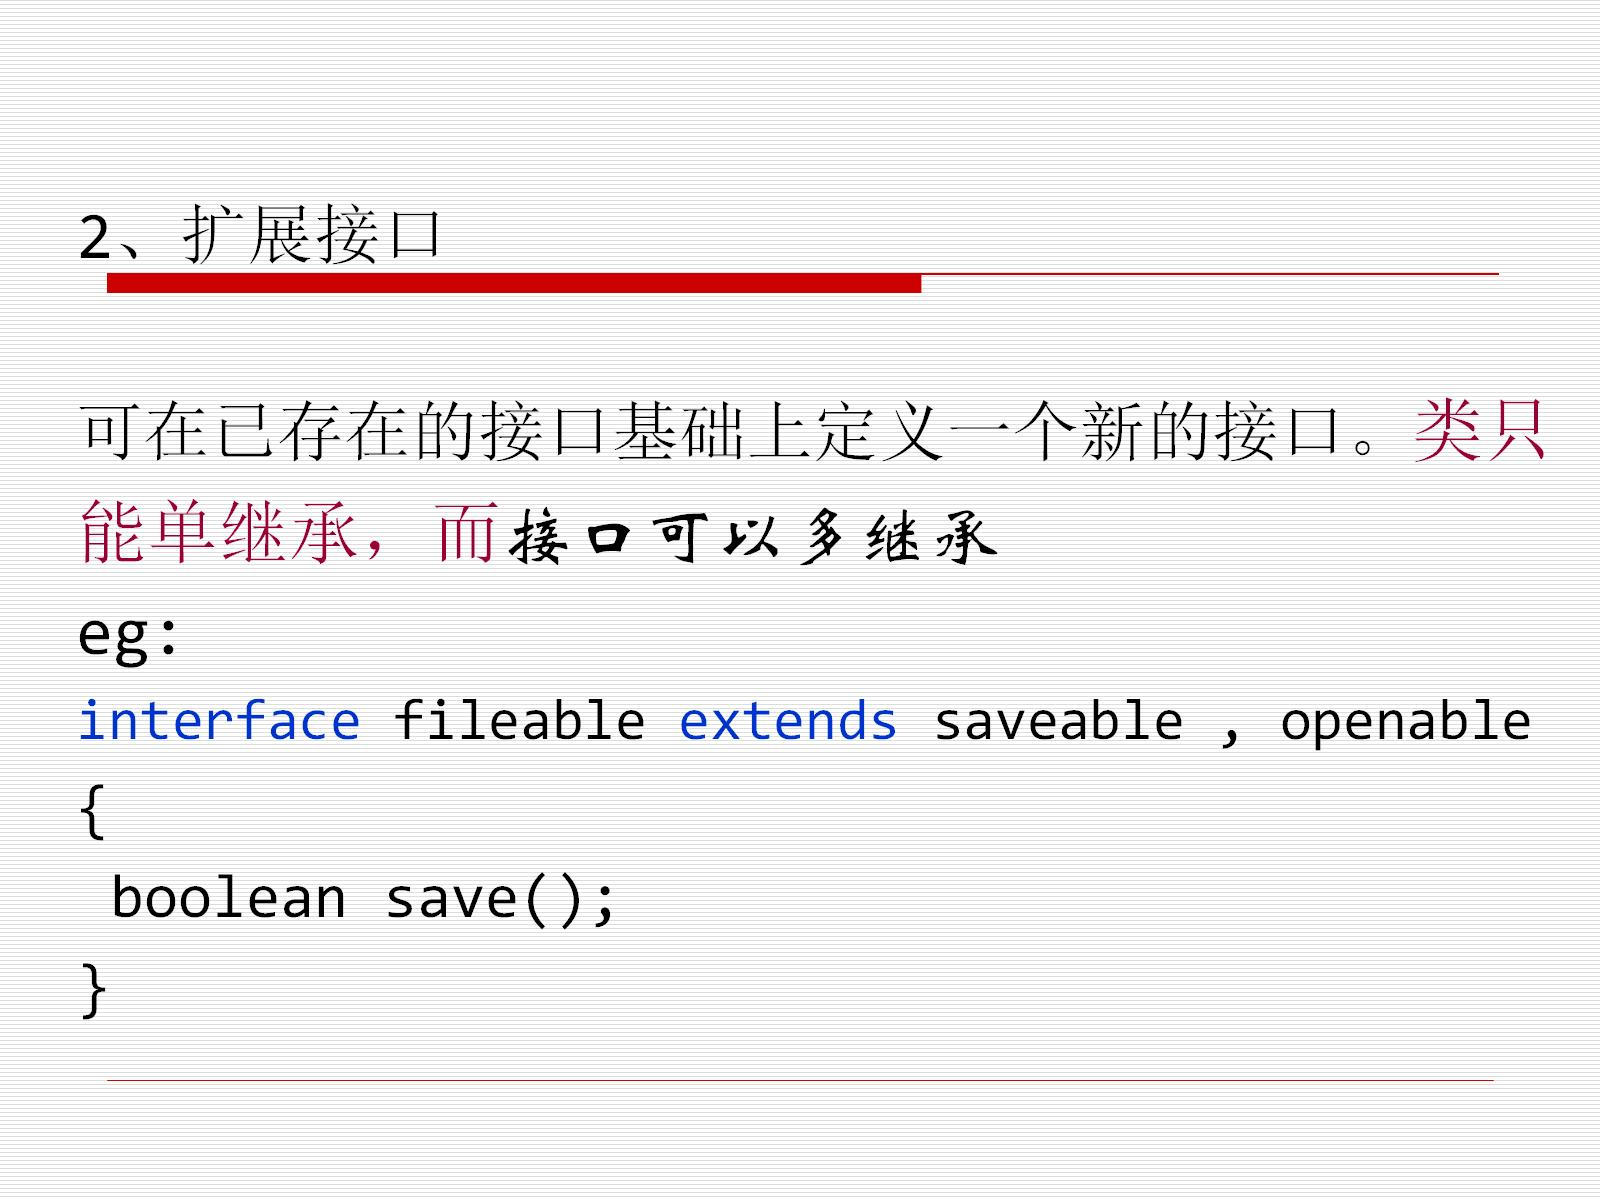 2、扩展接口
可在已存在的接口基础上定义一个新的接口。类只
能单继承，而接口可以多继承
eg:
interface fileable extends saveable , openable
{
boolean save();
}